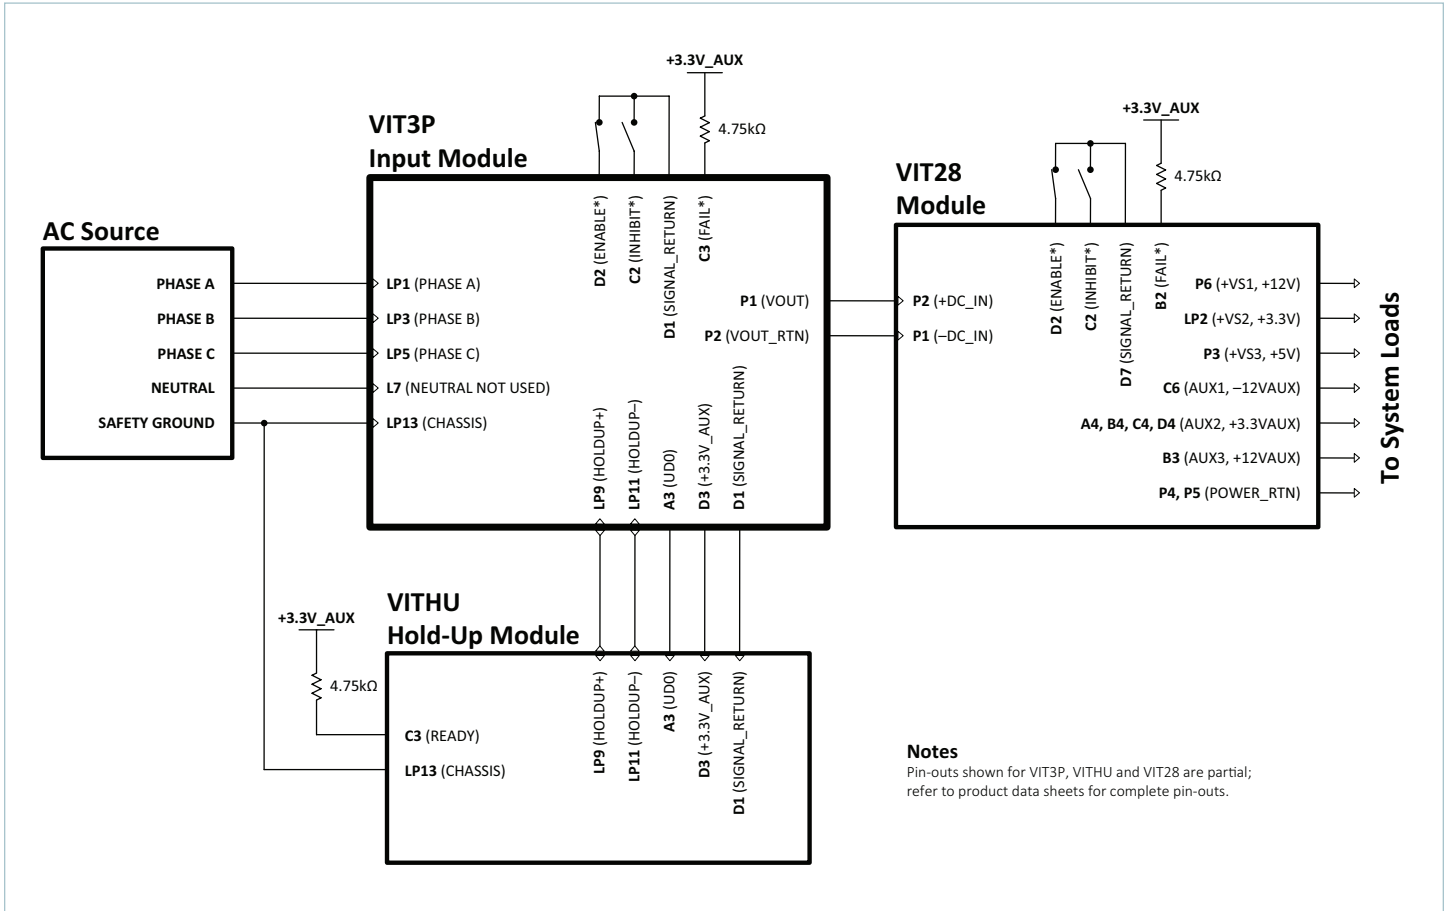 +3.3V_AUX
4.75kΩ
VIT3P
Input Module
D2 (ENABLE*)
C2 (INHIBIT*)
D1 (SIGNAL_RETURN)
C3 (FAIL*)
AC Source
PHASE A
PHASE B
PHASE C
NEUTRAL
SAFETY GROUND
LP1 (PHASE A)
LP3 (PHASE B)
LP5 (PHASE C)
L7 (NEUTRAL NOT USED)
LP13 (CHASSIS)
P1 (VOUT)
P2 (VOUT_RTN)
LP9 (HOLDUP+)
LP11 (HOLDUP–)
A3 (UD0)
D3 (+3.3V_AUX)
D1 (SIGNAL_RETURN)
+3.3V_AUX
4.75kΩ
VIT28
Module
D2 (ENABLE*)
C2 (INHIBIT*)
D7 (SIGNAL_RETURN)
B2 (FAIL*)
P2 (+DC_IN)
P1 (–DC_IN)
P6 (+VS1, +12V)
LP2 (+VS2, +3.3V)
P3 (+VS3, +5V)
C6 (AUX1, –12VAUX)
A4, B4, C4, D4 (AUX2, +3.3VAUX)
B3 (AUX3, +12VAUX)
P4, P5 (POWER_RTN)
To System Loads
VITHU
Hold-Up Module
+3.3V_AUX
4.75kΩ
C3 (READY)
LP13 (CHASSIS)
LP9 (HOLDUP+)
LP11 (HOLDUP–)
A3 (UD0)
D3 (+3.3V_AUX)
D1 (SIGNAL_RETURN)
Notes
Pin-outs shown for VIT3P, VITHU and VIT28 are partial;
refer to product data sheets for complete pin-outs.